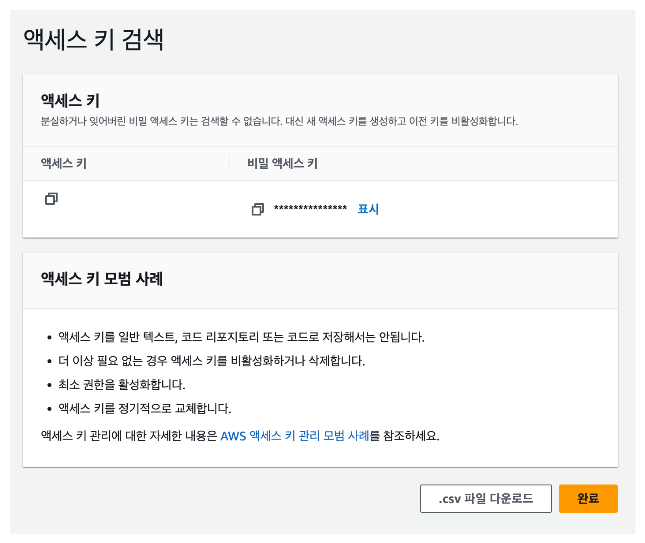 액세스 키 검색
액세스 키
분실하거나 잊어버린 비밀 액세스 키는 검색할 수 없습니다. 대신 새 액세스 키를 생성하고 이전 키를 비활성화합니다.
액세스 키 비밀 액세스 키
*************** 표시
액세스 키 모범 사례
• 액세스 키를 일반 텍스트, 코드 리포지토리 또는 코드로 저장해서는 안됩니다.
• 더 이상 필요 없는 경우 액세스 키를 비활성화하거나 삭제합니다.
• 최소 권한을 활성화합니다.
• 액세스 키를 정기적으로 교체합니다.
액세스 키 관리에 대한 자세한 내용은 AWS 액세스 키 관리 모범 사례를 참조하세요.
.csv 파일 다운로드 완료